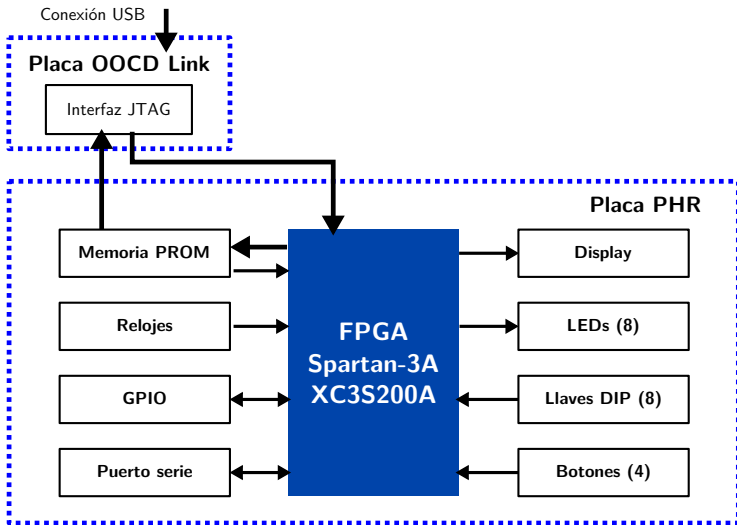 Conexión USB
Placa OOCD Link
Interfaz JTAG
Placa PHR
Memoria PROM
Relojes
GPIO
Puerto serie
FPGA
Spartan-3A
XC3S200A
Display
LEDs (8)
Llaves DIP (8)
Botones (4)